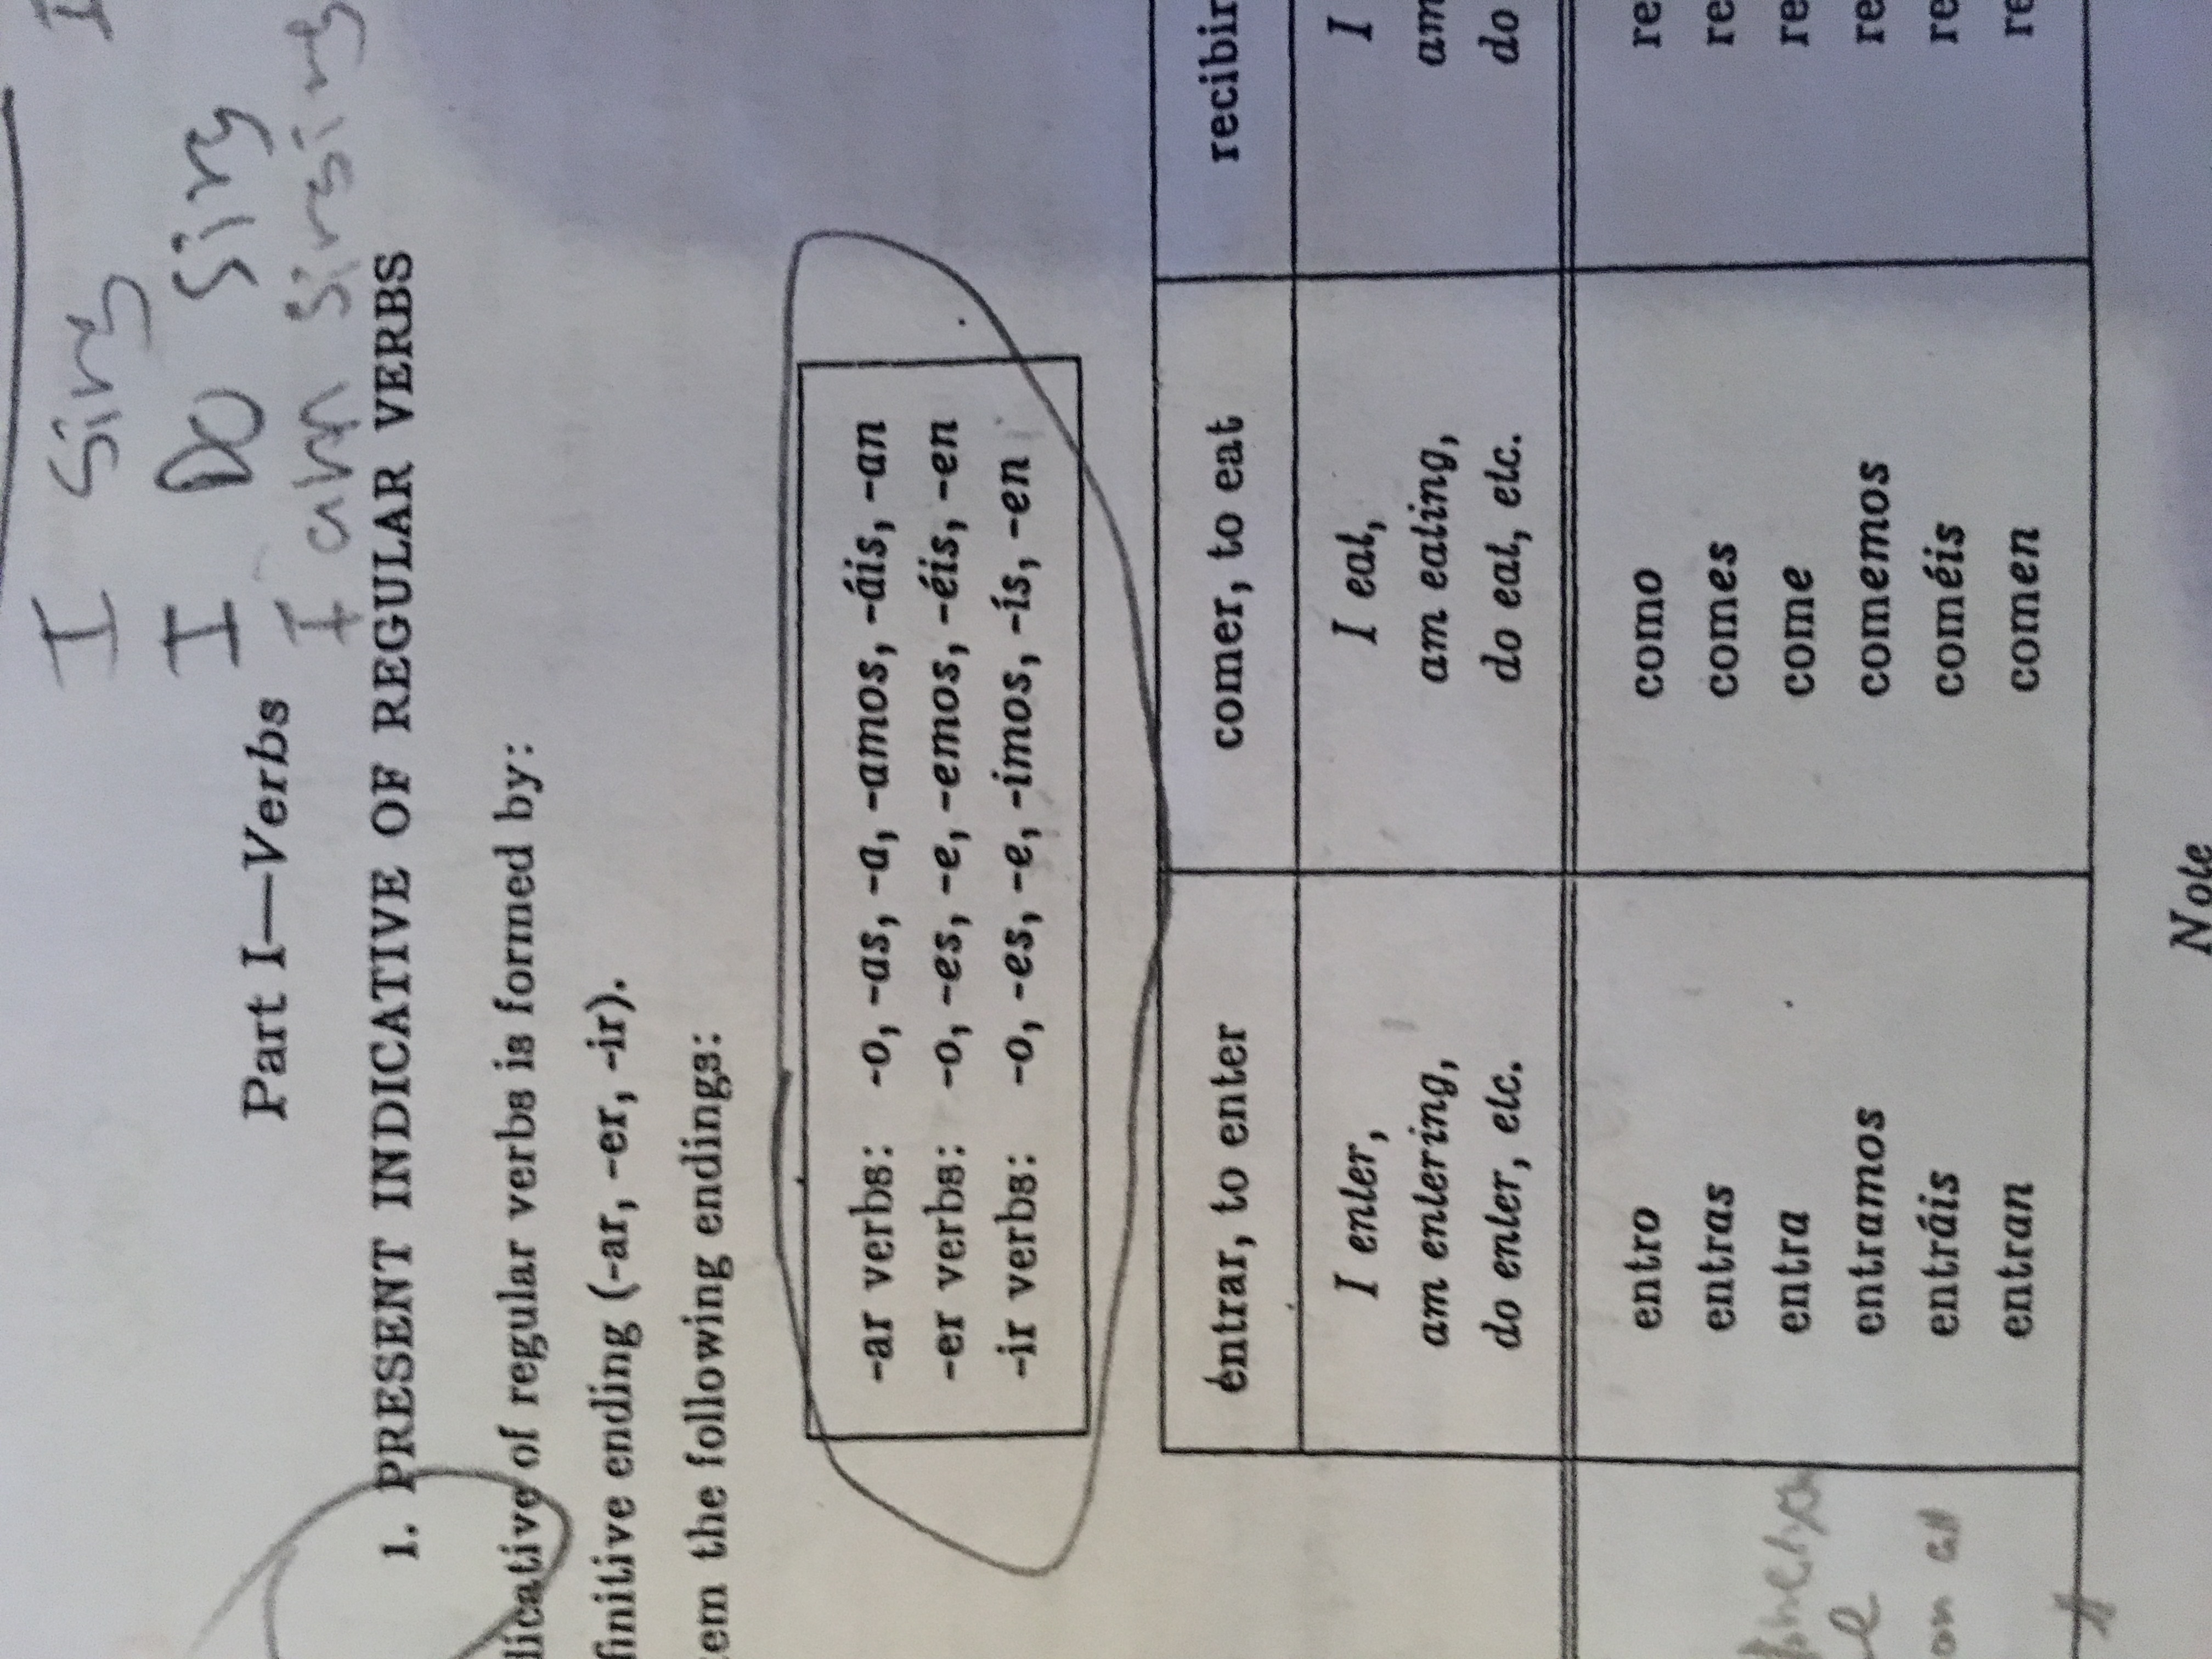 I Sing I
I DO Sing
Part I—Verbs
I am singing
1. PRESENT INDICATIVE OF REGULAR VERBS
dicative of regular verbs is formed by:
finitive ending (-ar, -er, -ir).
tem the following endings:
-ar verbs: -o, -as, -a, -amos, -áis, -an
-er verbs: -o, -es, -e, -emos, -éis, -en
-ir verbs: -o, -es, -e, -imos, -ís, -en
entrar, to enter comer, to eat recibir
I enter, I eat, I
am entering, am eating, am
do enter, etc. do eat, etc. do
entro como re
entras comes re
entra come re
entramos comemos re
on all entráis coméis re
entran comen re
Note